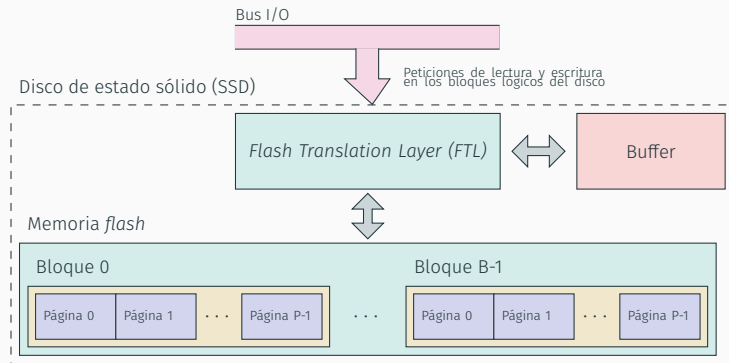 Bus I/O
Peticiones de lectura y escritura
en los bloques lógicos del disco
Disco de estado sólido (SSD)
Flash Translation Layer (FTL)
Buffer
Memoria flash
Bloque 0
Bloque B-1
Página 0
Página 1
· · ·
Página P-1
· · ·
Página 0
Página 1
· · ·
Página P-1